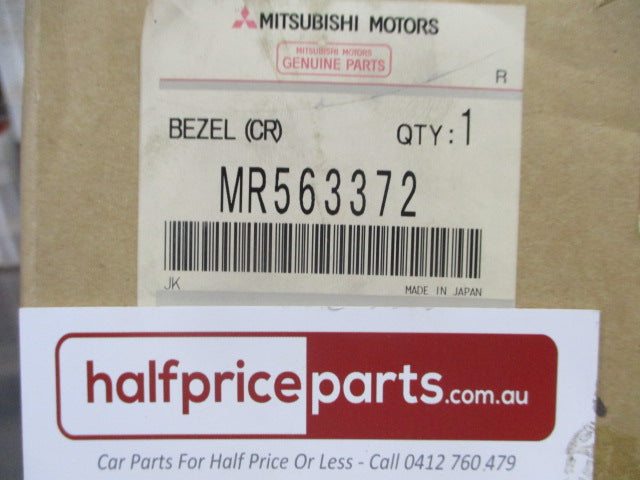 MITSUBISHI MOTORS
MITSUBISHI MOTORS
GENUINE PARTS
R
BEZEL (CR) QTY: 1
MR563372
JK MADE IN JAPAN
halfpriceparts.com.au
Car Parts For Half Price Or Less - Call 0412 760 479